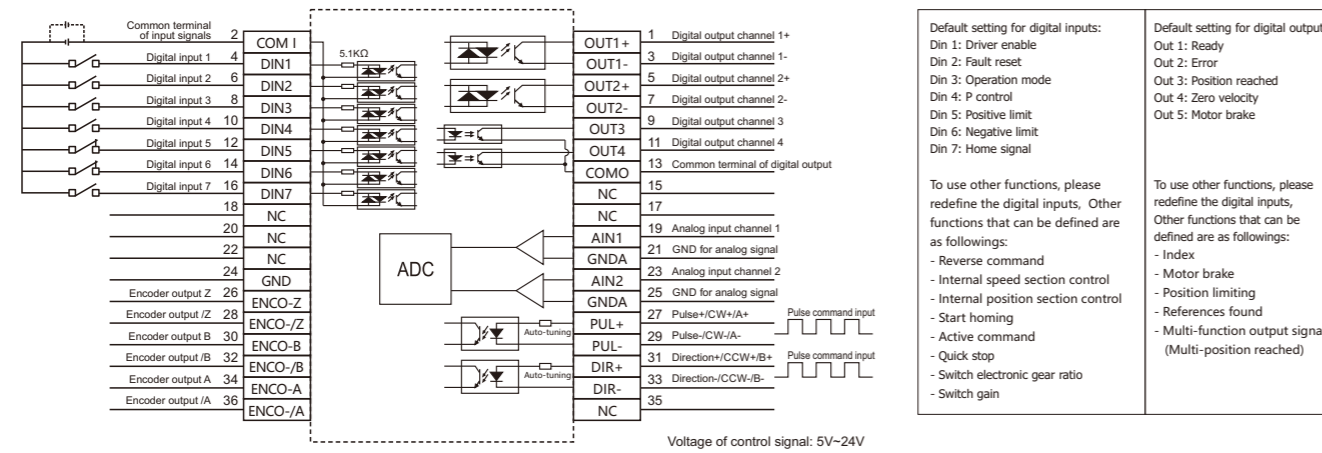 Common terminal
of input signals 2 COM I
Digital input 1 4 DIN1
Digital input 2 6 DIN2
Digital input 3 8 DIN3
Digital input 4 10 DIN4
Digital input 5 12 DIN5
Digital input 6 14 DIN6
Digital input 7 16 DIN7
18 NC
20 NC
22 NC
24 GND
Encoder output Z 26 ENCO-Z
Encoder output /Z 28 ENCO-/Z
Encoder output B 30 ENCO-B
Encoder output /B 32 ENCO-/B
Encoder output A 34 ENCO-A
Encoder output /A 36 ENCO-/A
5.1KΩ
ADC
Auto-tuning
Auto-tuning
OUT1+ 1 Digital output channel 1+
OUT1- 3 Digital output channel 1-
OUT2+ 5 Digital output channel 2+
OUT2- 7 Digital output channel 2-
OUT3 9 Digital output channel 3
OUT4 11 Digital output channel 4
COMO 13 Common terminal of digital output
NC 15
NC 17
AIN1 19 Analog input channel 1
GNDA 21 GND for analog signal
AIN2 23 Analog input channel 2
GNDA 25 GND for analog signal
PUL+ 27 Pulse+/CW+/A+ Pulse command input
PUL- 29 Pulse-/CW-/A-
DIR+ 31 Direction+/CCW+/B+ Pulse command input
DIR- 33 Direction-/CCW-/B-
NC 35
Voltage of control signal: 5V~24V
Default setting for digital inputs:
Din 1: Driver enable
Din 2: Fault reset
Din 3: Operation mode
Din 4: P control
Din 5: Positive limit
Din 6: Negative limit
Din 7: Home signal
To use other functions, please
redefine the digital inputs, Other
functions that can be defined are
as followings:
- Reverse command
- Internal speed section control
- Internal position section control
- Start homing
- Active command
- Quick stop
- Switch electronic gear ratio
- Switch gain
Default setting for digital output
Out 1: Ready
Out 2: Error
Out 3: Position reached
Out 4: Zero velocity
Out 5: Motor brake
To use other functions, please
redefine the digital inputs,
Other functions that can be
defined are as followings:
- Index
- Motor brake
- Position limiting
- References found
- Multi-function output signa
(Multi-position reached)